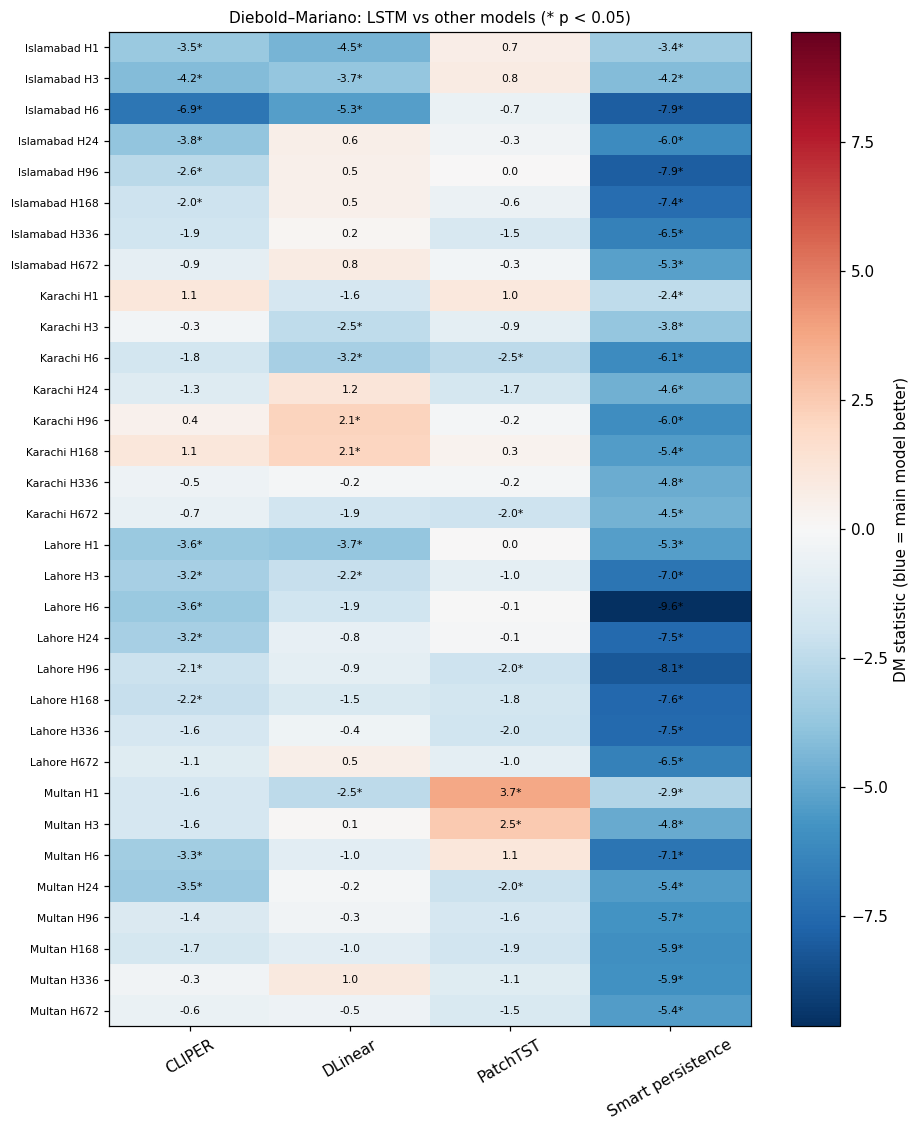 Diebold–Mariano: LSTM vs other models (* p < 0.05)
Islamabad H1 -3.5* -4.5* 0.7 -3.4*
Islamabad H3 -4.2* -3.7* 0.8 -4.2*
Islamabad H6 -6.9* -5.3* -0.7 -7.9*
Islamabad H24 -3.8* 0.6 -0.3 -6.0*
Islamabad H96 -2.6* 0.5 0.0 -7.9*
Islamabad H168 -2.0* 0.5 -0.6 -7.4*
Islamabad H336 -1.9 0.2 -1.5 -6.5*
Islamabad H672 -0.9 0.8 -0.3 -5.3*
Karachi H1 1.1 -1.6 1.0 -2.4*
Karachi H3 -0.3 -2.5* -0.9 -3.8*
Karachi H6 -1.8 -3.2* -2.5* -6.1*
Karachi H24 -1.3 1.2 -1.7 -4.6*
Karachi H96 0.4 2.1* -0.2 -6.0*
Karachi H168 1.1 2.1* 0.3 -5.4*
Karachi H336 -0.5 -0.2 -0.2 -4.8*
Karachi H672 -0.7 -1.9 -2.0* -4.5*
Lahore H1 -3.6* -3.7* 0.0 -5.3*
Lahore H3 -3.2* -2.2* -1.0 -7.0*
Lahore H6 -3.6* -1.9 -0.1 -9.6*
Lahore H24 -3.2* -0.8 -0.1 -7.5*
Lahore H96 -2.1* -0.9 -2.0* -8.1*
Lahore H168 -2.2* -1.5 -1.8 -7.6*
Lahore H336 -1.6 -0.4 -2.0 -7.5*
Lahore H672 -1.1 0.5 -1.0 -6.5*
Multan H1 -1.6 -2.5* 3.7* -2.9*
Multan H3 -1.6 0.1 2.5* -4.8*
Multan H6 -3.3* -1.0 1.1 -7.1*
Multan H24 -3.5* -0.2 -2.0* -5.4*
Multan H96 -1.4 -0.3 -1.6 -5.7*
Multan H168 -1.7 -1.0 -1.9 -5.9*
Multan H336 -0.3 1.0 -1.1 -5.9*
Multan H672 -0.6 -0.5 -1.5 -5.4*
CLIPER DLinear PatchTST Smart persistence
7.5
5.0
2.5
0.0
−2.5
−5.0
−7.5
DM statistic (blue = main model better)